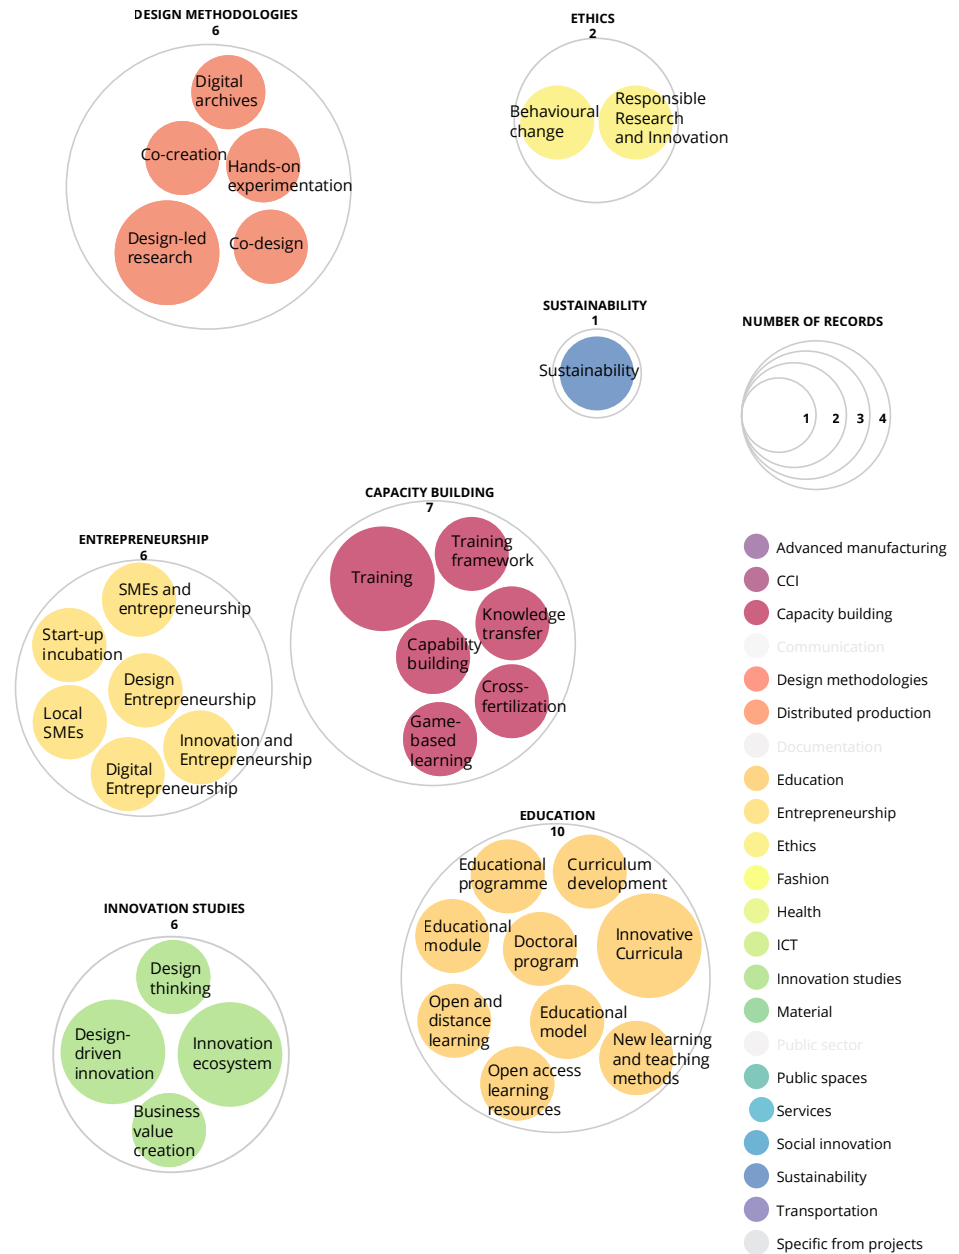 DESIGN METHODOLOGIES
6
Digital
archives
Co-creation
Hands-on
experimentation
Design-led
research
Co-design
ETHICS
2
Behavioural
change
Responsible
Research
and Innovation
SUSTAINABILITY
1
Sustainability
NUMBER OF RECORDS
1 2 3 4
CAPACITY BUILDING
7
Training
Training
framework
Knowledge
transfer
Capability
building
Cross-
fertilization
Game-
based
learning
ENTREPRENEURSHIP
6
SMEs and
entrepreneurship
Start-up
incubation
Design
Entrepreneurship
Local
SMEs
Innovation and
Entrepreneurship
Digital
Entrepreneurship
EDUCATION
10
Educational
programme
Curriculum
development
Educational
module
Doctoral
program
Innovative
Curricula
Open and
distance
learning
Educational
model
New learning
and teaching
methods
Open access
learning
resources
INNOVATION STUDIES
6
Design
thinking
Design-
driven
innovation
Innovation
ecosystem
Business
value
creation
Advanced manufacturing
CCI
Capacity building
Communication
Design methodologies
Distributed production
Documentation
Education
Entrepreneurship
Ethics
Fashion
Health
ICT
Innovation studies
Material
Public sector
Public spaces
Services
Social innovation
Sustainability
Transportation
Specific from projects